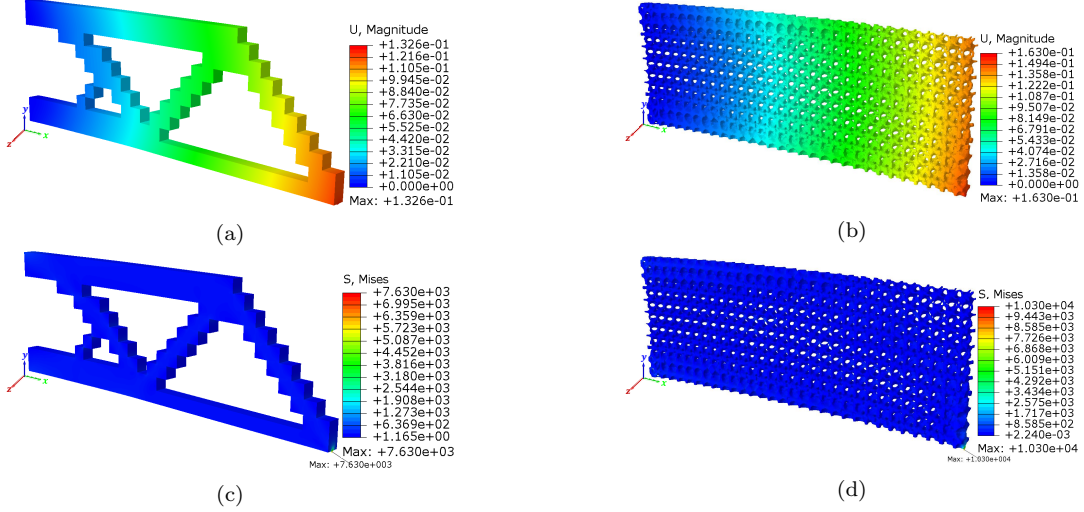 U, Magnitude
+1.326e-01
+1.216e-01
+1.105e-01
+9.945e-02
+8.840e-02
+7.735e-02
+6.630e-02
+5.525e-02
+4.420e-02
+3.315e-02
+2.210e-02
+1.105e-02
+0.000e+00
Max: +1.326e-01
y
x
z
(a)
U, Magnitude
+1.630e-01
+1.494e-01
+1.358e-01
+1.222e-01
+1.087e-01
+9.507e-02
+8.149e-02
+6.791e-02
+5.433e-02
+4.074e-02
+2.716e-02
+1.358e-02
+0.000e+00
Max: +1.630e-01
y
x
z
(b)
S, Mises
+7.630e+03
+6.995e+03
+6.359e+03
+5.723e+03
+5.087e+03
+4.452e+03
+3.816e+03
+3.180e+03
+2.544e+03
+1.908e+03
+1.273e+03
+6.369e+02
+1.165e+00
Max: +7.630e+03
Max: +7.630e+003
y
x
z
(c)
S, Mises
+1.030e+04
+9.443e+03
+8.585e+03
+7.726e+03
+6.868e+03
+6.009e+03
+5.151e+03
+4.292e+03
+3.434e+03
+2.575e+03
+1.717e+03
+8.585e+02
+2.240e-03
Max: +1.030e+04
Max: +1.030e+004
y
x
z
(d)